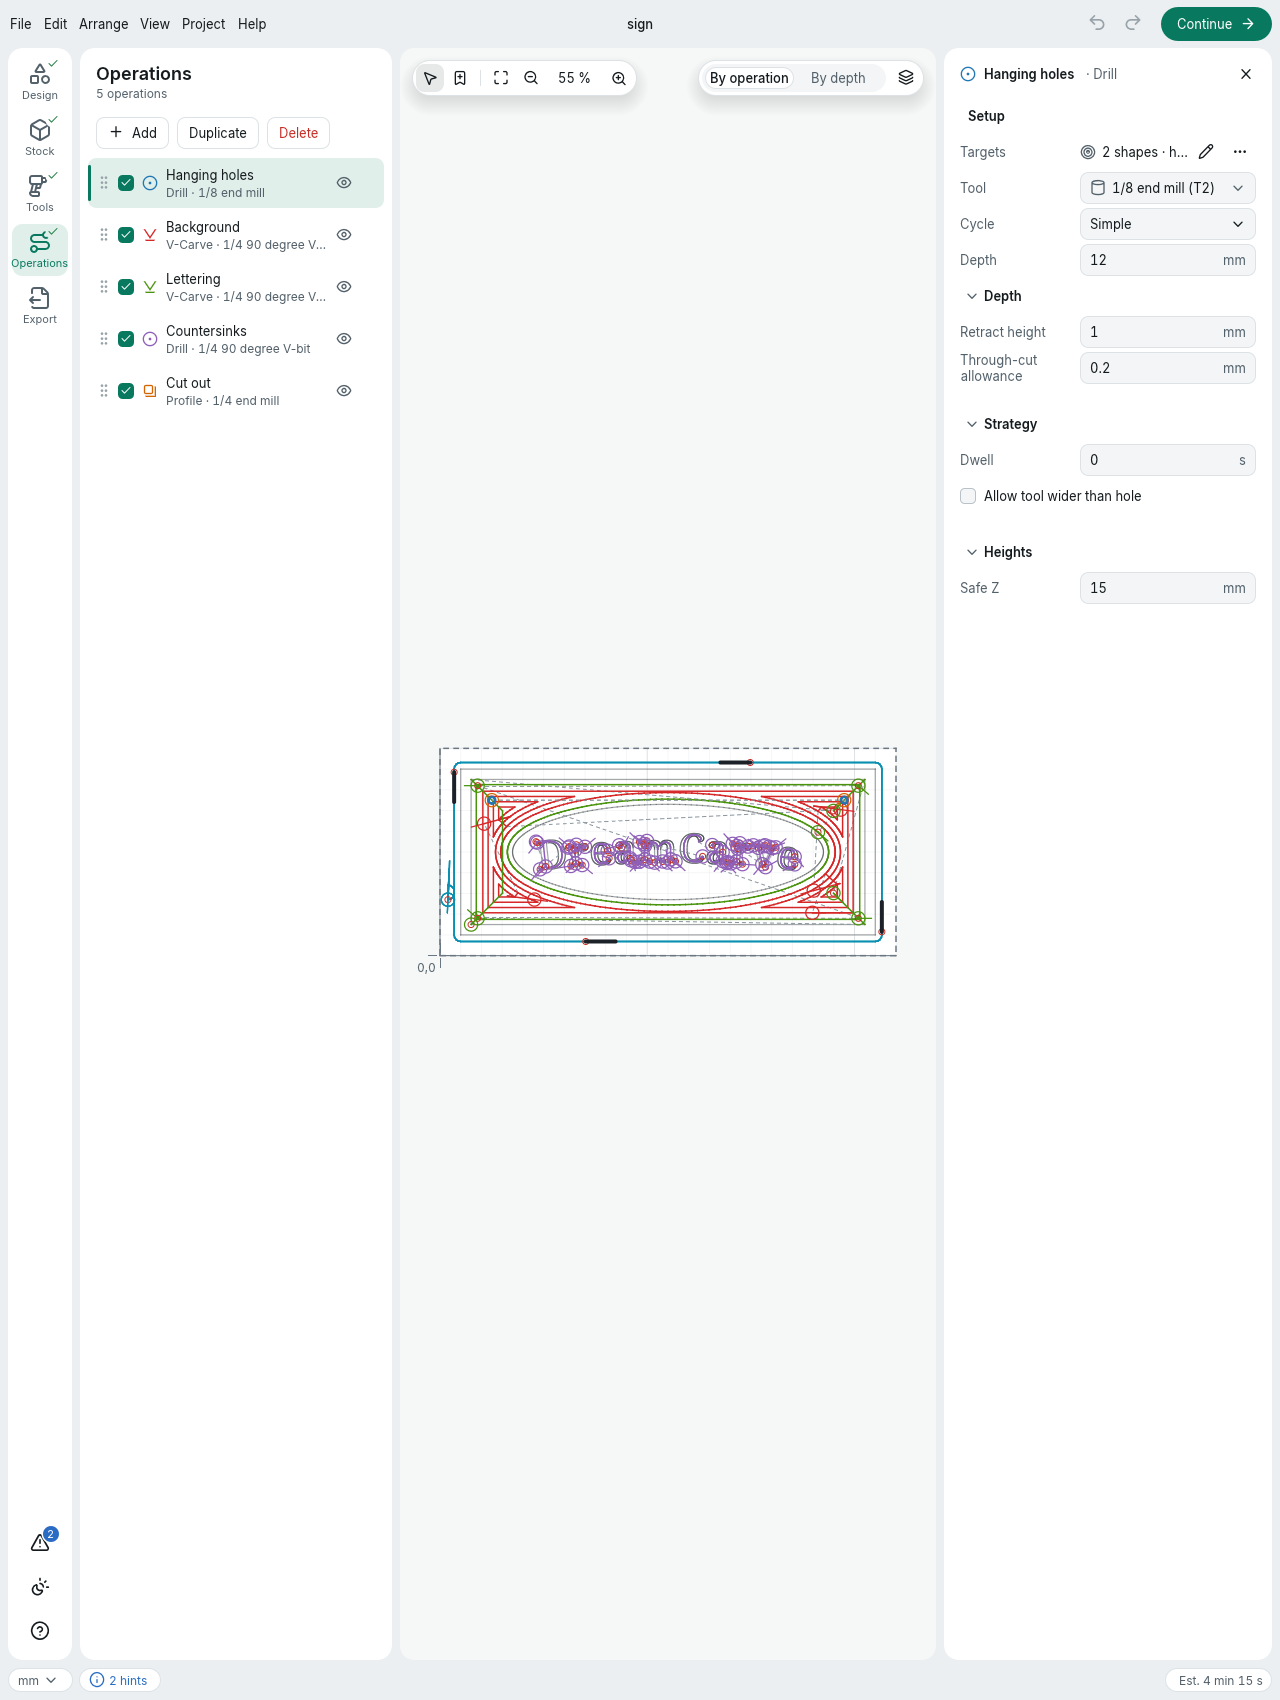 File Edit Arrange View Project Help
sign
Continue
Design
Stock
Tools
Operations
Export
2
Operations
5 operations
Add
Duplicate
Delete
Hanging holes
Drill · 1/8 end mill
Background
V-Carve · 1/4 90 degree V...
Lettering
V-Carve · 1/4 90 degree V...
Countersinks
Drill · 1/4 90 degree V-bit
Cut out
Profile · 1/4 end mill
55 %
By operation
By depth
0,0
Hanging holes · Drill
Setup
Targets 2 shapes · h...
Tool 1/8 end mill (T2)
Cycle Simple
Depth 12 mm
Depth
Retract height 1 mm
Through-cut allowance 0.2 mm
Strategy
Dwell 0 s
Allow tool wider than hole
Heights
Safe Z 15 mm
mm
2 hints
Est. 4 min 15 s